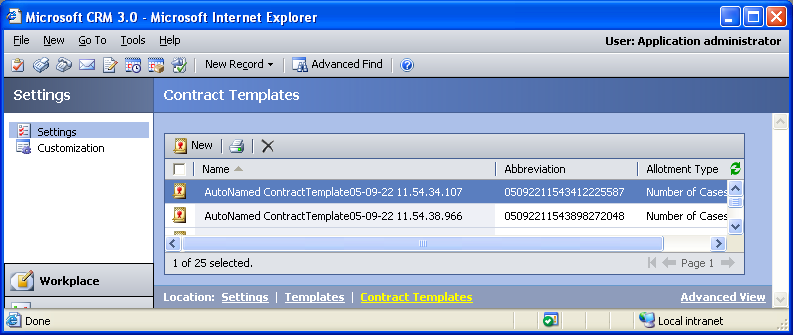 Microsoft CRM 3.0 - Microsoft Internet Explorer
File New Go To Tools Help User: Application administrator
New Record Advanced Find
Settings Contract Templates
Settings
Customization
New
Name Abbreviation Allotment Type
AutoNamed ContractTemplate05-09-22 11.54.34.107 05092211543412225587 Number of Cases
AutoNamed ContractTemplate05-09-22 11.54.38.966 05092211543898272048 Number of Cases
1 of 25 selected. Page 1
Workplace
Location: Settings | Templates | Contract Templates Advanced View
Done Local intranet